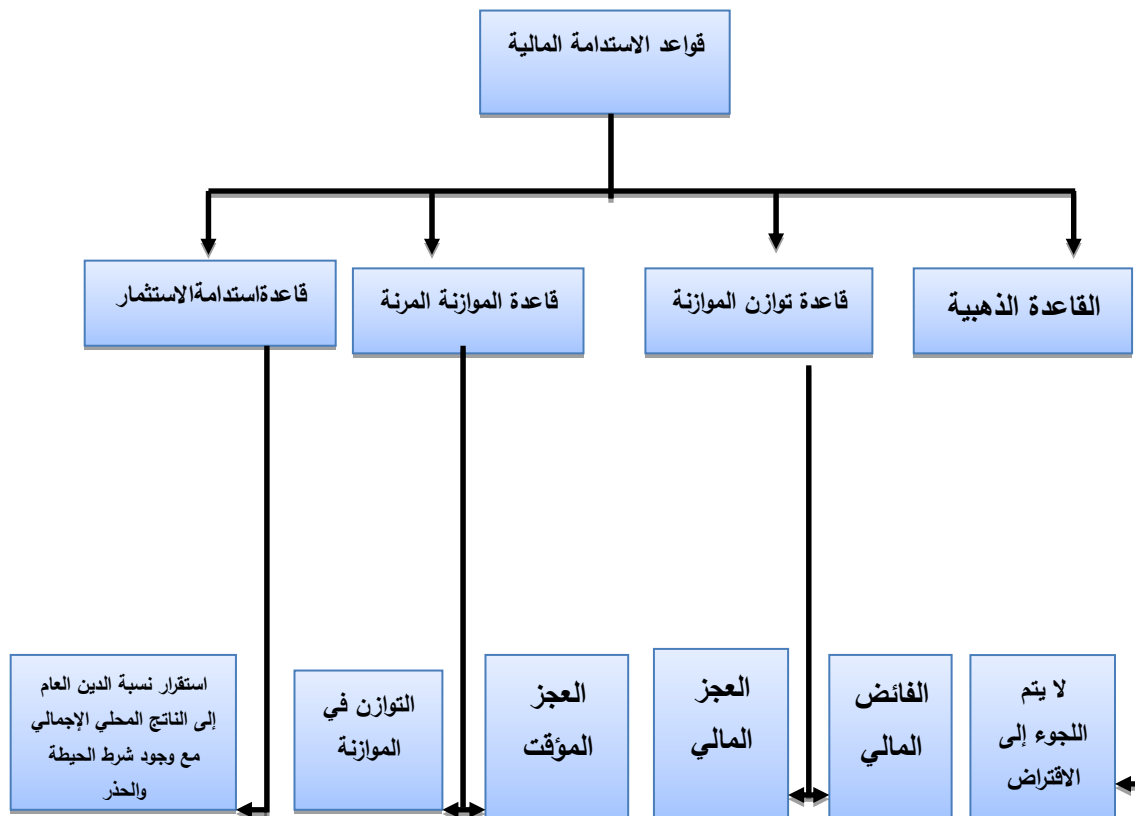 قواعد الاستدامة المالية
القاعدة الذهبية
قاعدة توازن الموازنة
قاعدة الموازنة المرنة
قاعدةاستدامةالاستثمار
لا يتم
اللجوء إلى
الاقتراض
الفائض
المالي
العجز
المالي
العجز
المؤقت
التوازن في
الموازنة
استقرار نسبة الدين العام
إلى الناتج المحلي الإجمالي
مع وجود شرط الحيطة
والحذر